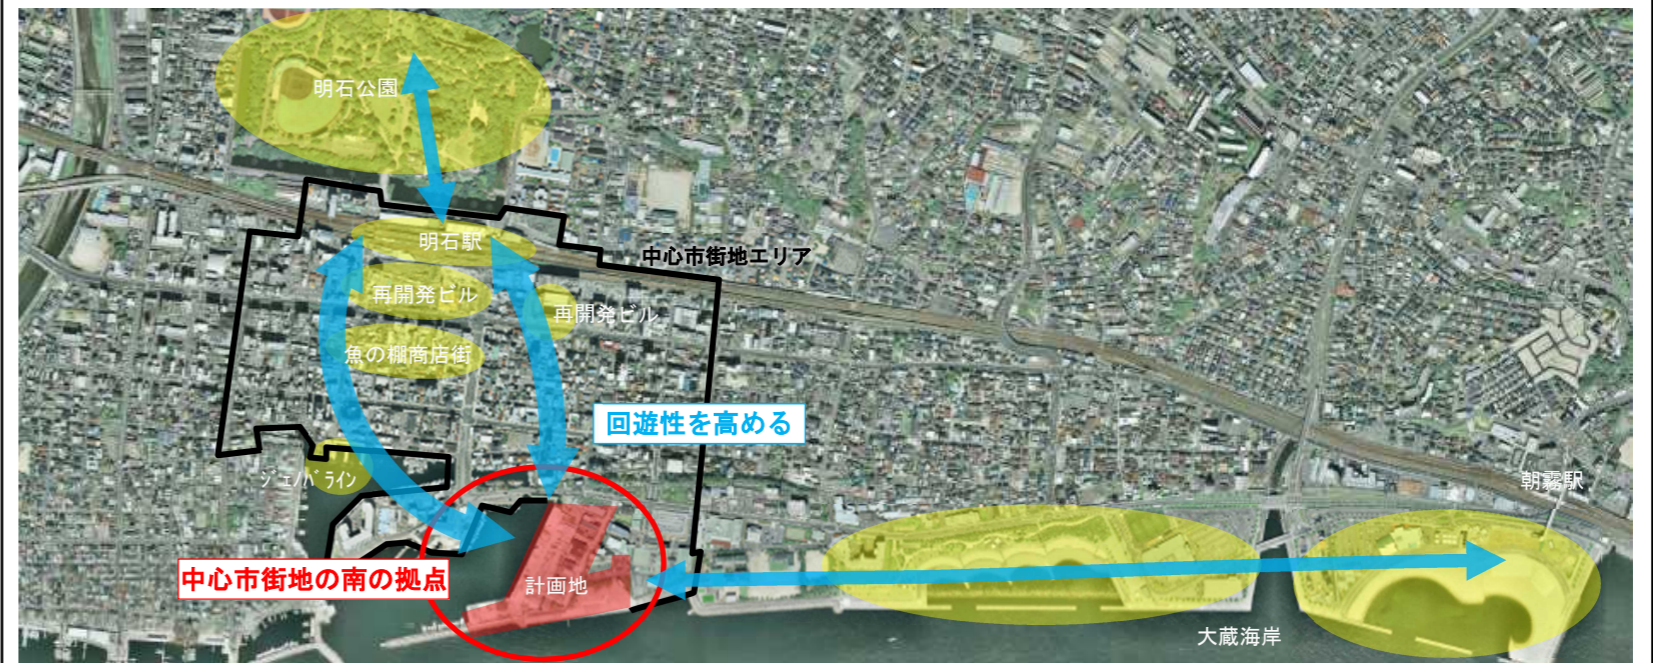 明石公園
明石駅
中心市街地エリア
再開発ビル
再開発ビル
魚の棚商店街
回遊性を高める
ジェノバライン
朝霧駅
中心市街地の南の拠点
計画地
大蔵海岸